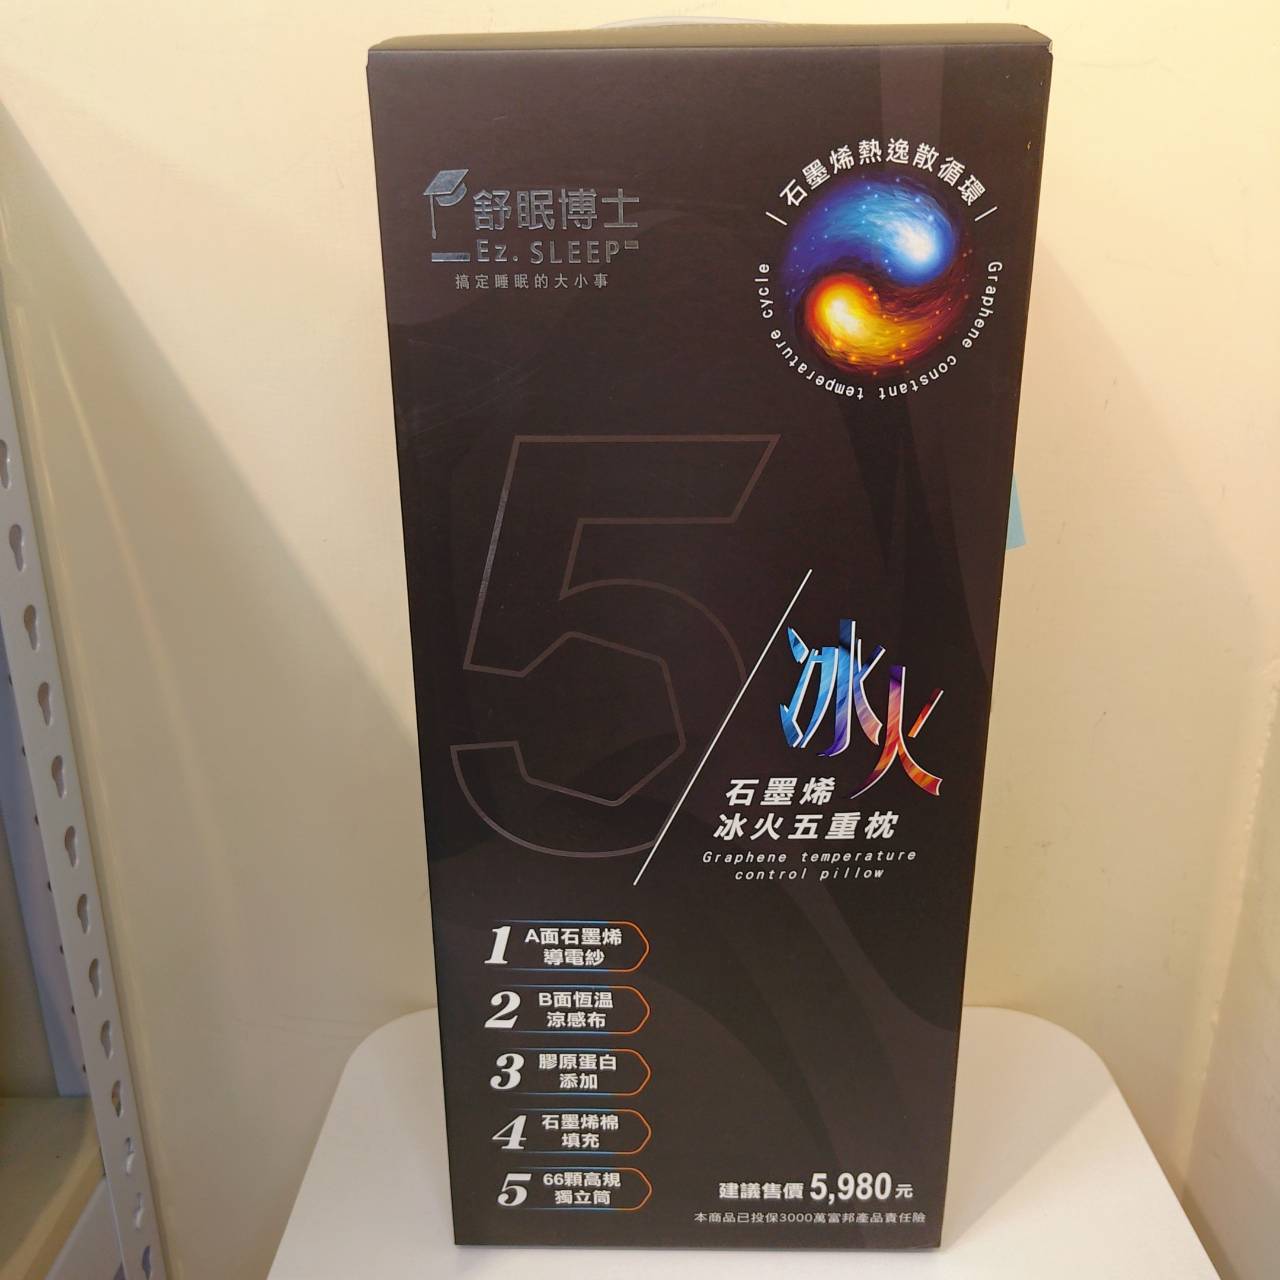 舒眠博士
Ez. SLEEP
搞定睡眠的大小事
石墨烯熱逸散循環
Graphene constant temperature cycle
5
冰火
石墨烯
冰火五重枕
Graphene temperature
control pillow
1 A面石墨烯
導電紗
2 B面恆溫
涼感布
3 膠原蛋白
添加
4 石墨烯棉
填充
5 66顆高規
獨立筒
建議售價 5,980元
本商品已投保3000萬富邦產品責任險